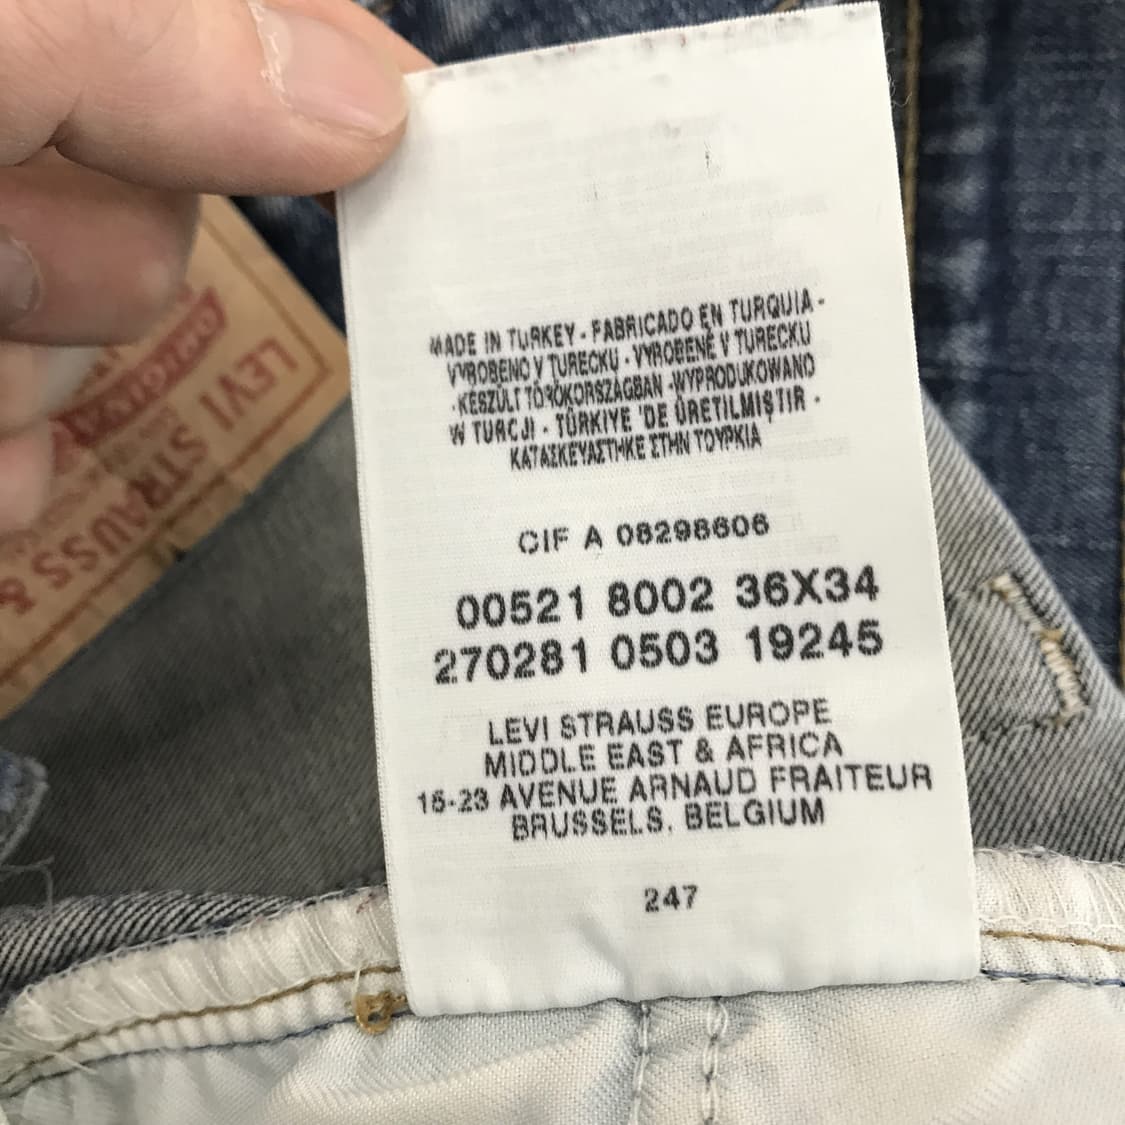 MADE IN TURKEY - FABRICADO EN TURQUIA -
VYROBENO V TURECKU - VYROBENÉ V TURECKU
- KÉSZÜLT TÖRÖKORSZÁGBAN - WYPRODUKOWANO
W TURCJI - TÜRKIYE 'DE ÜRETILMIŞTIR -
ΚΑΤΑΣΚΕΥΑΣΤΗΚΕ ΣΤΗΝ ΤΟΥΡΚΙΑ
CIF A 08298606
00521 8002 36X34
270281 0503 19245
LEVI STRAUSS EUROPE
MIDDLE EAST & AFRICA
15-23 AVENUE ARNAUD FRAITEUR
BRUSSELS, BELGIUM
247
LEVI STRAUSS &